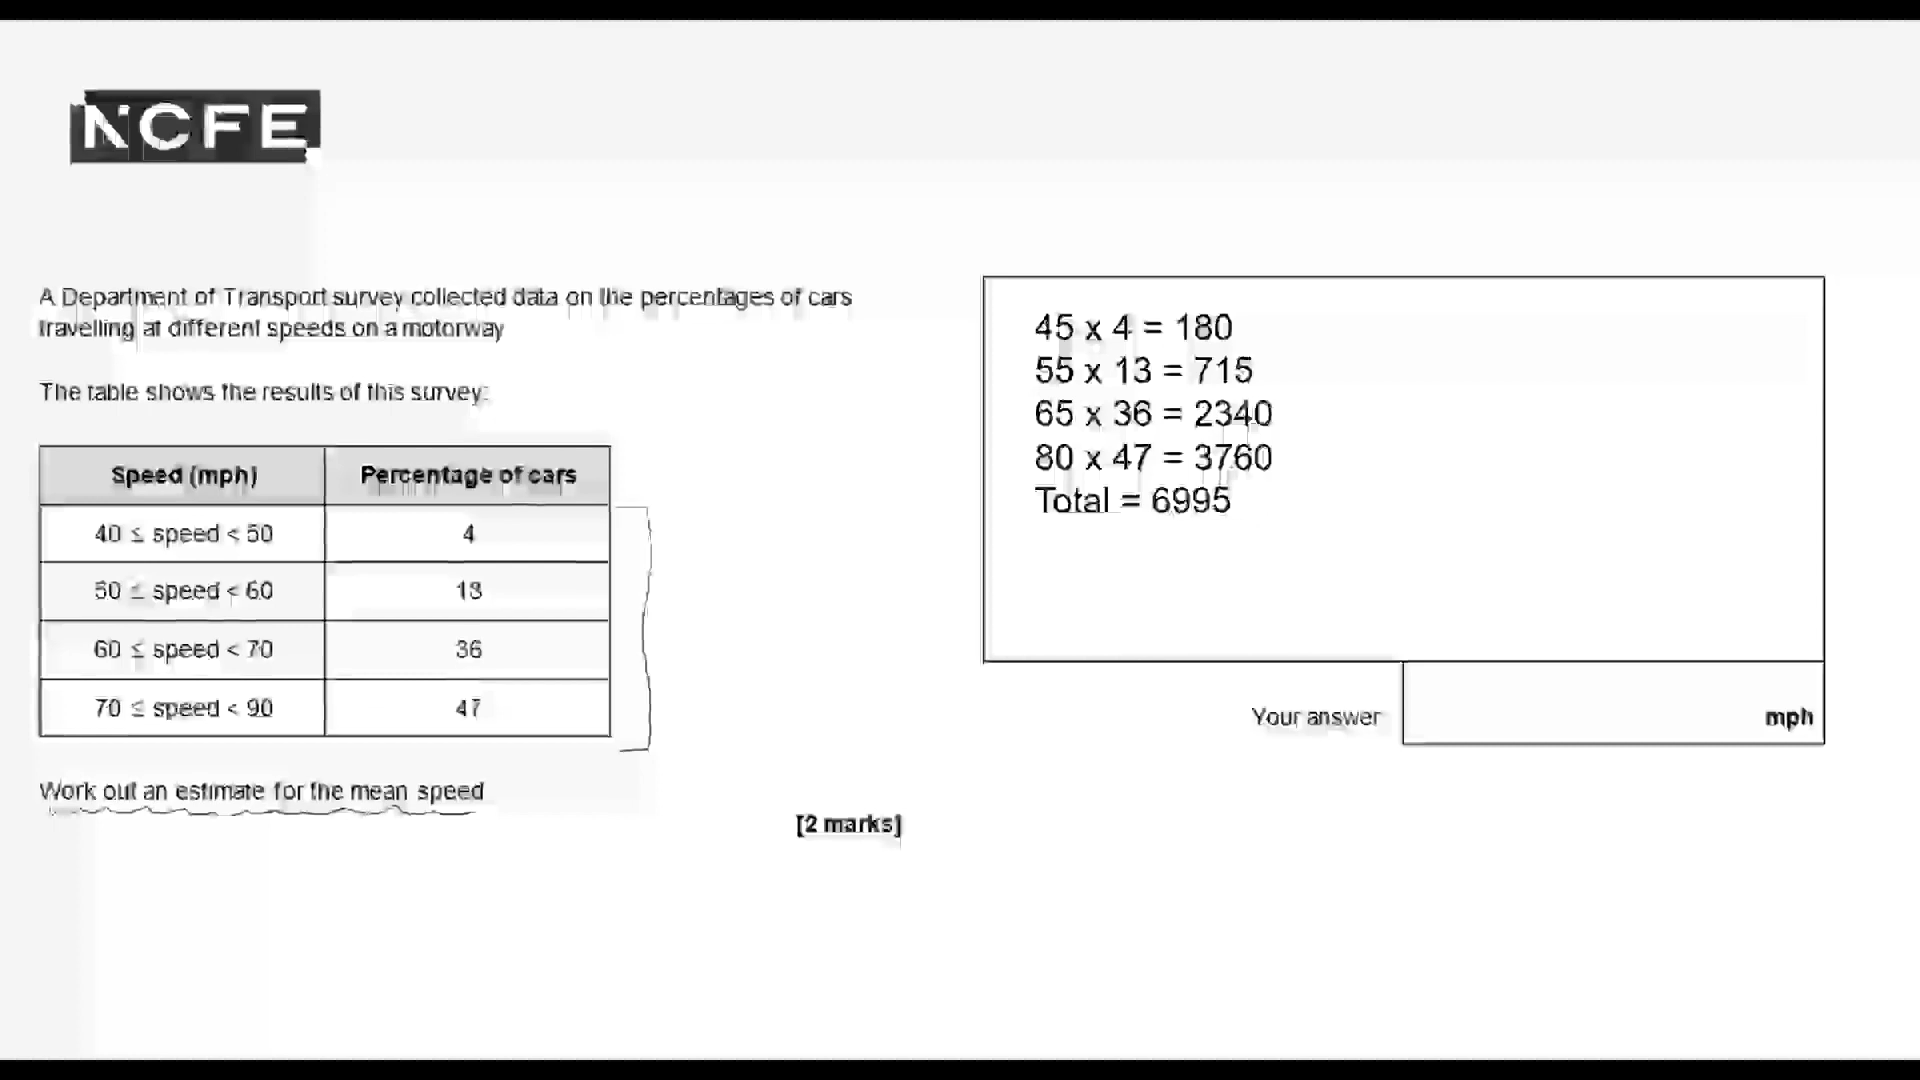 NCFE
A Department of Transport survey collected data on the percentages of cars
travelling at different speeds on a motorway
The table shows the results of this survey:
Speed (mph) Percentage of cars
40 ≤ speed < 50 4
50 ≤ speed < 60 13
60 ≤ speed < 70 36
70 ≤ speed < 90 47
Work out an estimate for the mean speed
[2 marks]
45 x 4 = 180
55 x 13 = 715
65 x 36 = 2340
80 x 47 = 3760
Total = 6995
Your answer mph